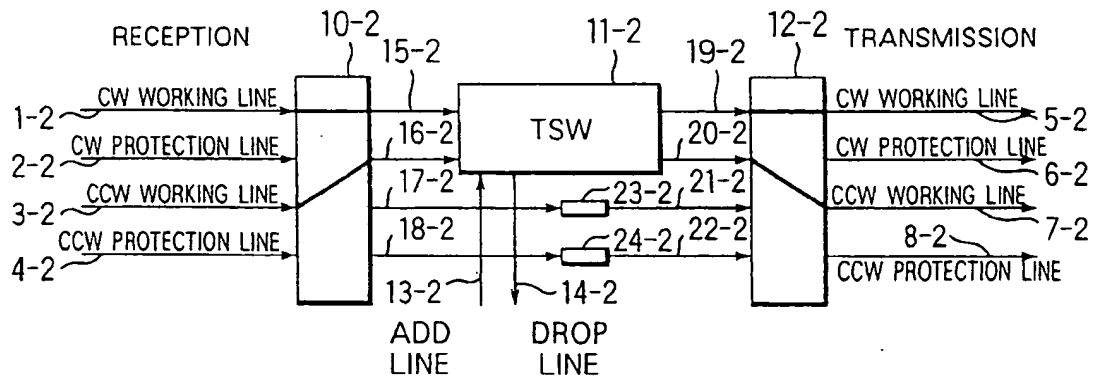 RECEPTION 10-2 15-2 11-2 19-2 12-2 TRANSMISSION
1-2 CW WORKING LINE TSW CW WORKING LINE 5-2
2-2 CW PROTECTION LINE 16-2 20-2 CW PROTECTION LINE 6-2
3-2 CCW WORKING LINE 17-2 23-2 21-2 CCW WORKING LINE 7-2
4-2 CCW PROTECTION LINE 18-2 24-2 22-2 8-2 CCW PROTECTION LINE
13-2 14-2
ADD DROP
LINE LINE